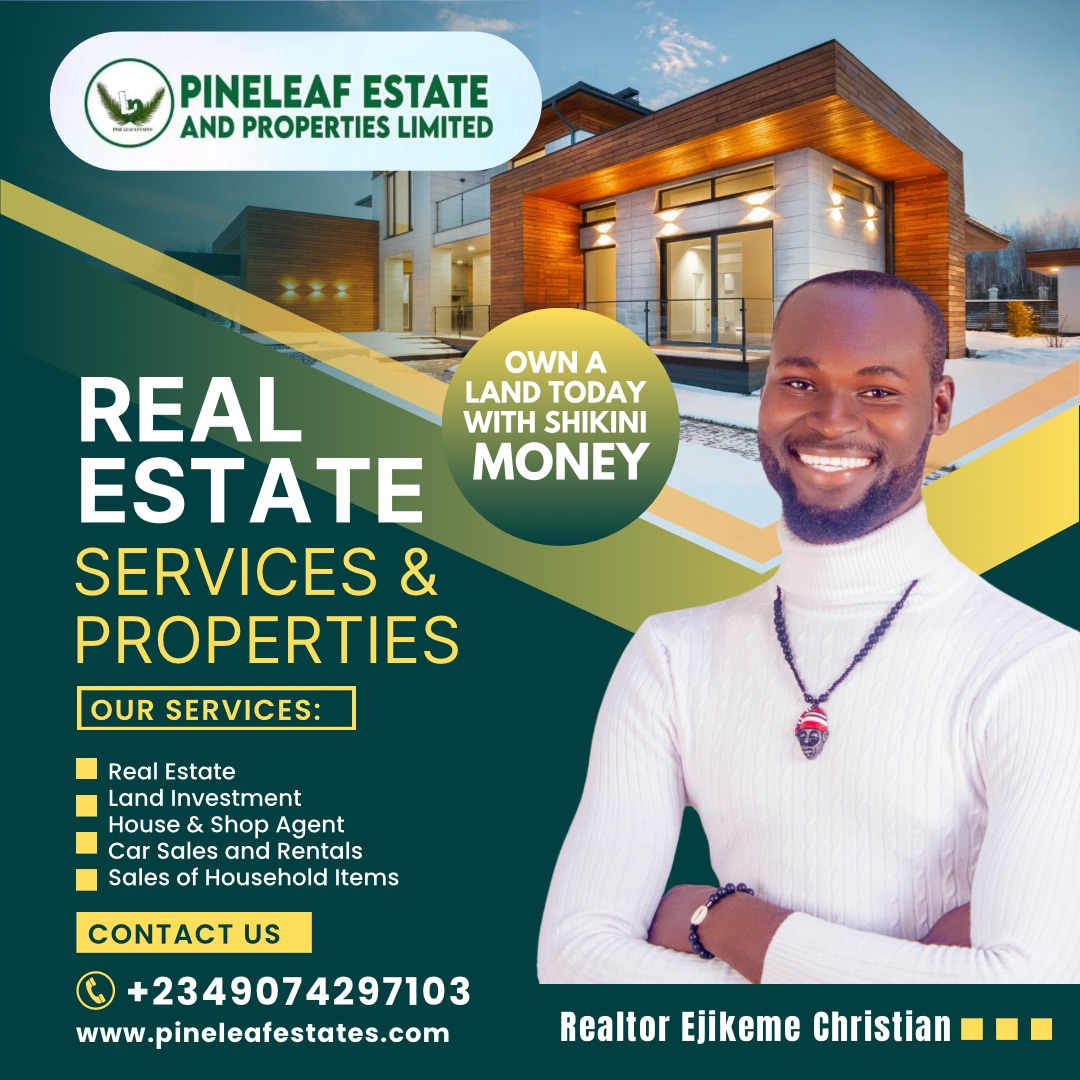 PINELEAF ESTATE
AND PROPERTIES LIMITED
PINELEAF ESTATES
OWN A
LAND TODAY
WITH SHIKINI
MONEY
REAL
ESTATE
SERVICES &
PROPERTIES
OUR SERVICES:
Real Estate
Land Investment
House & Shop Agent
Car Sales and Rentals
Sales of Household Items
CONTACT US
+2349074297103
www.pineleafestates.com
Realtor Ejikeme Christian